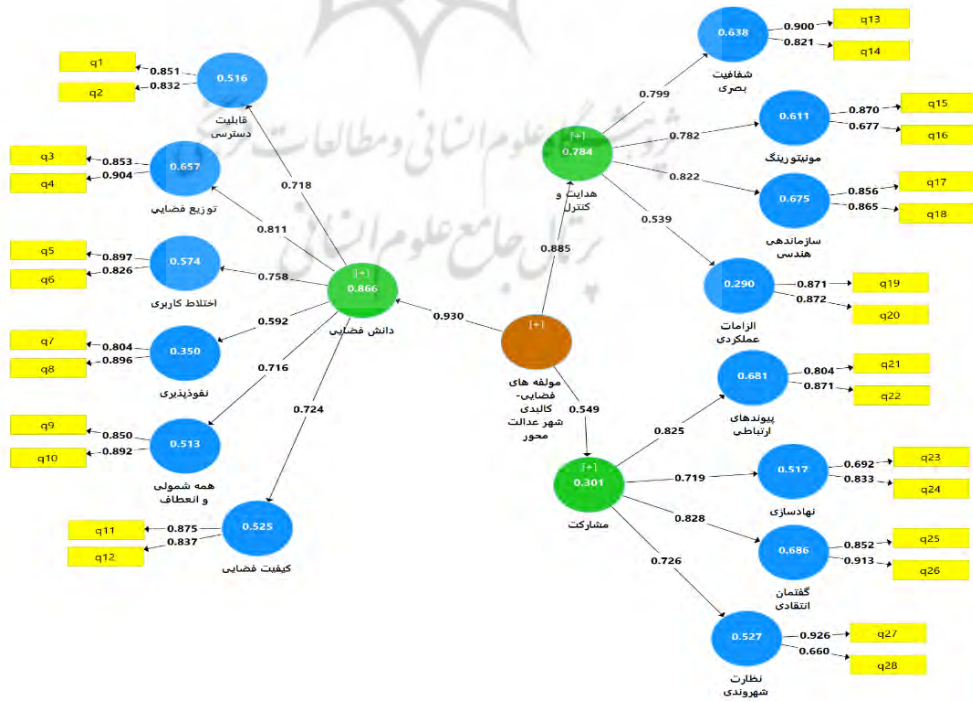 q1
0.851
q2
0.832
0.516
قابلیت
دسترسی
q3
0.853
q4
0.904
0.657
توزیع فضایی
q5
0.897
q6
0.826
0.574
اختلاط کاربری
q7
0.804
q8
0.896
0.350
نفوذپذیری
q9
0.850
q10
0.892
0.513
همه شمولی
و انعطاف
q11
0.875
q12
0.837
0.525
کیفیت فضایی
0.718
0.811
0.758
0.592
0.716
0.724
[+]
0.866
دانش فضایی
0.930
[+]
مولفه های
فضایی-
کالبدی
شهر عدالت
محور
0.885
0.549
[+]
0.784
هدایت و
کنترل
0.799
0.782
0.822
0.539
[+]
0.301
مشارکت
0.825
0.719
0.828
0.726
0.638
شفافیت
بصری
0.900
q13
0.821
q14
0.611
مونیتورینگ
0.870
q15
0.677
q16
0.675
سازماندهی
هندسی
0.856
q17
0.865
q18
0.290
الزامات
عملکردی
0.871
q19
0.872
q20
0.681
پیوندهای
ارتباطی
0.804
q21
0.871
q22
0.517
نهادسازی
0.692
q23
0.833
q24
0.686
گفتمان
انتقادی
0.852
q25
0.913
q26
0.527
نظارت
شهروندی
0.926
q27
0.660
q28
پژوهشگاه علوم انسانی و مطالعات فرهنگی
پرتال جامع علوم انسانی